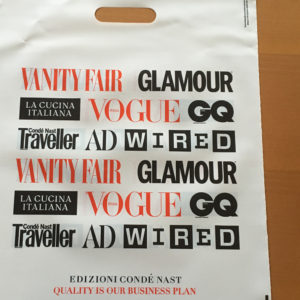 VANITY FAIR GLAMOUR
LA CUCINA
ITALIANA
VOGUE GQ
Condé Nast
Traveller AD WIRED
VANITY FAIR GLAMOUR
LA CUCINA
ITALIANA
VOGUE GQ
Condé Nast
Traveller AD WIRED
EDIZIONI CONDÉ NAST
QUALITY IS OUR BUSINESS PLAN